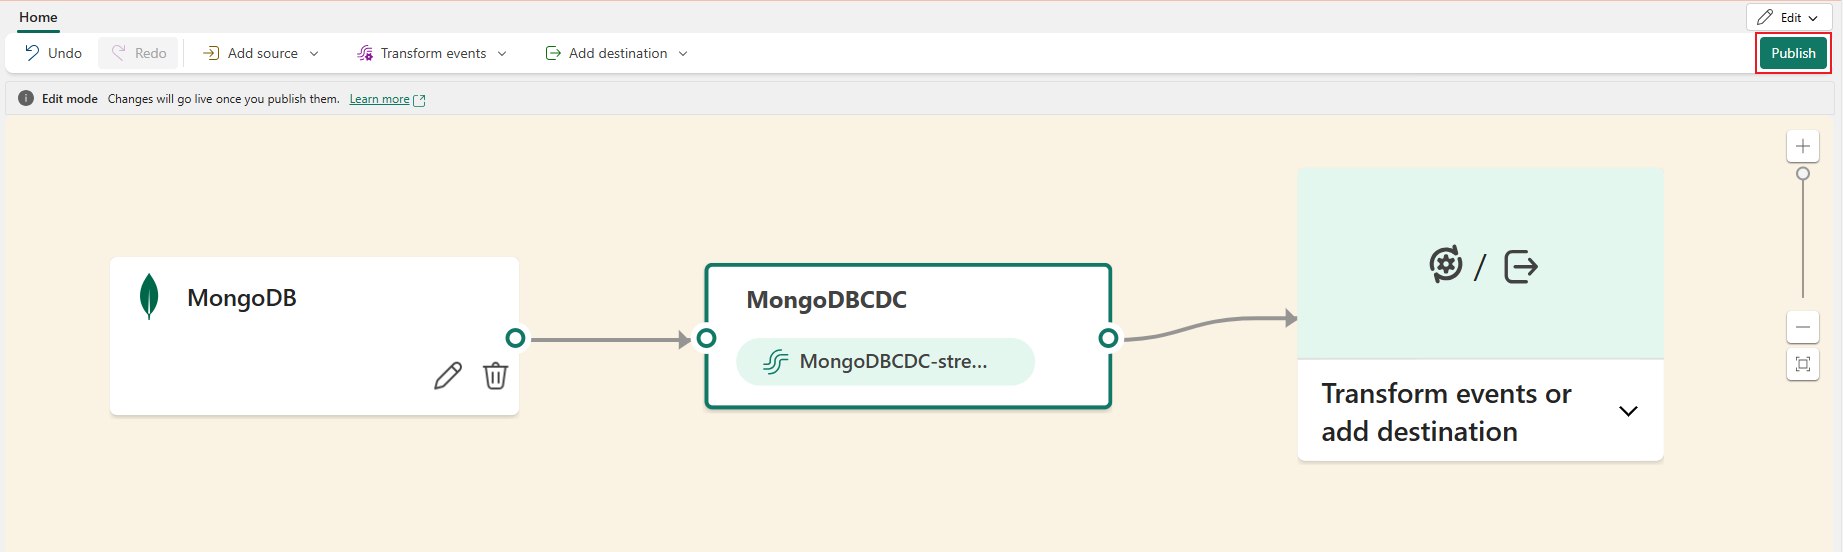 Home
Edit
Undo
Redo
Add source
Transform events
Add destination
Publish
Edit mode Changes will go live once you publish them. Learn more
MongoDB
MongoDBCDC
MongoDBCDC-stre...
/
Transform events or
add destination